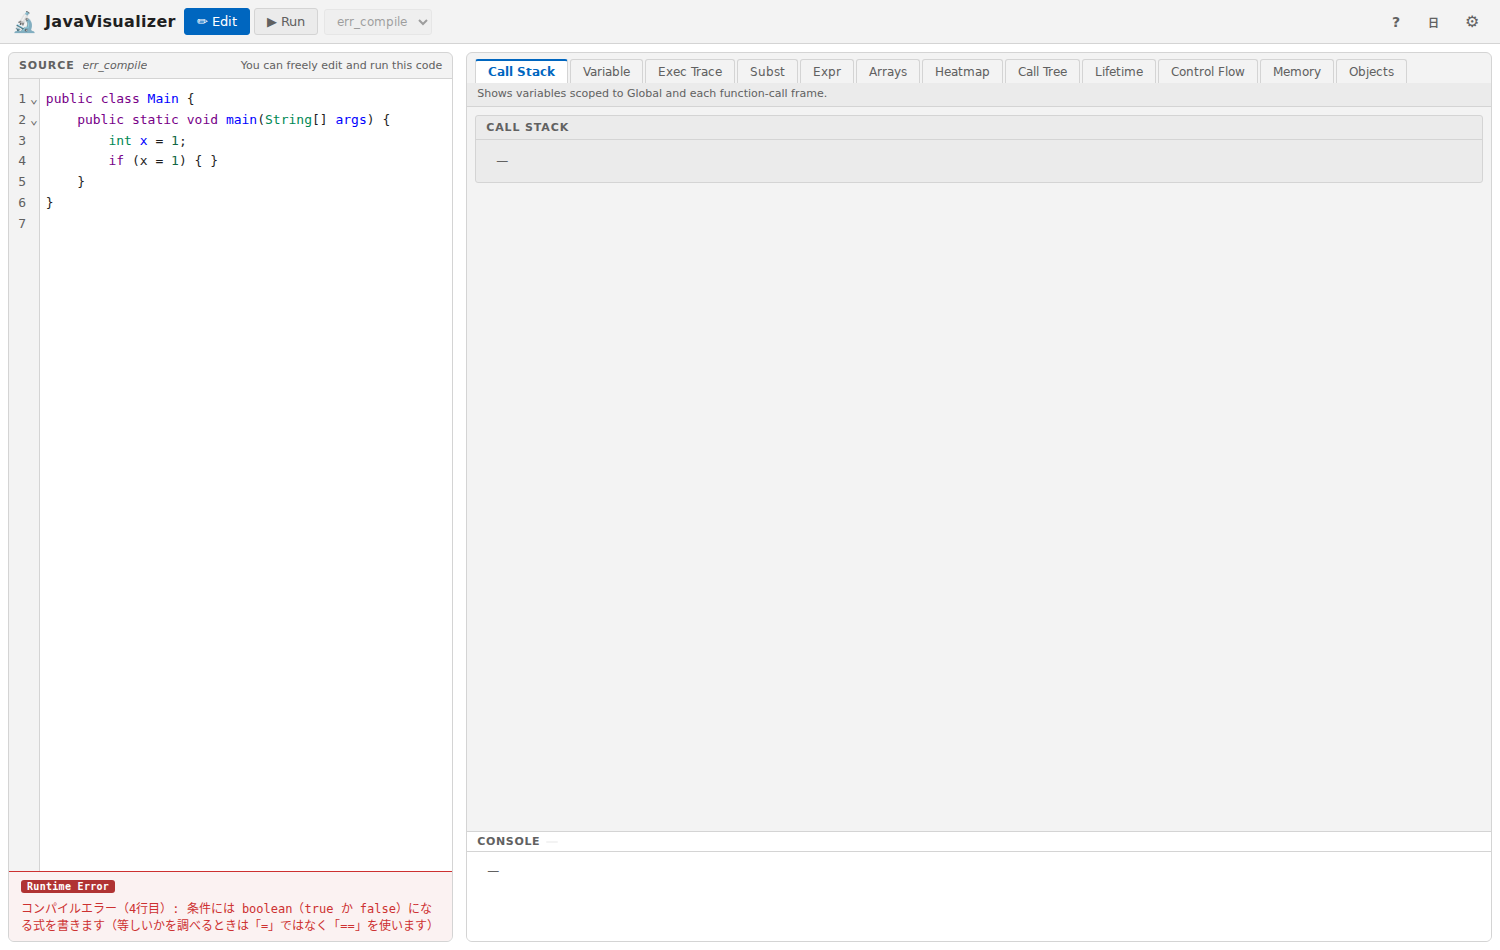 🔬 JavaVisualizer ✏ Edit ▶ Run err_compile ? 日 ⚙
SOURCE err_compile You can freely edit and run this code
1 public class Main {
2     public static void main(String[] args) {
3         int x = 1;
4         if (x = 1) { }
5     }
6 }
7
Runtime Error
コンパイルエラー（4行目）: 条件には boolean（true か false）にな
る式を書きます（等しいかを調べるときは「=」ではなく「==」を使います）
Call Stack Variable Exec Trace Subst Expr Arrays Heatmap Call Tree Lifetime Control Flow Memory Objects
Shows variables scoped to Global and each function-call frame.
CALL STACK
—
CONSOLE —
—